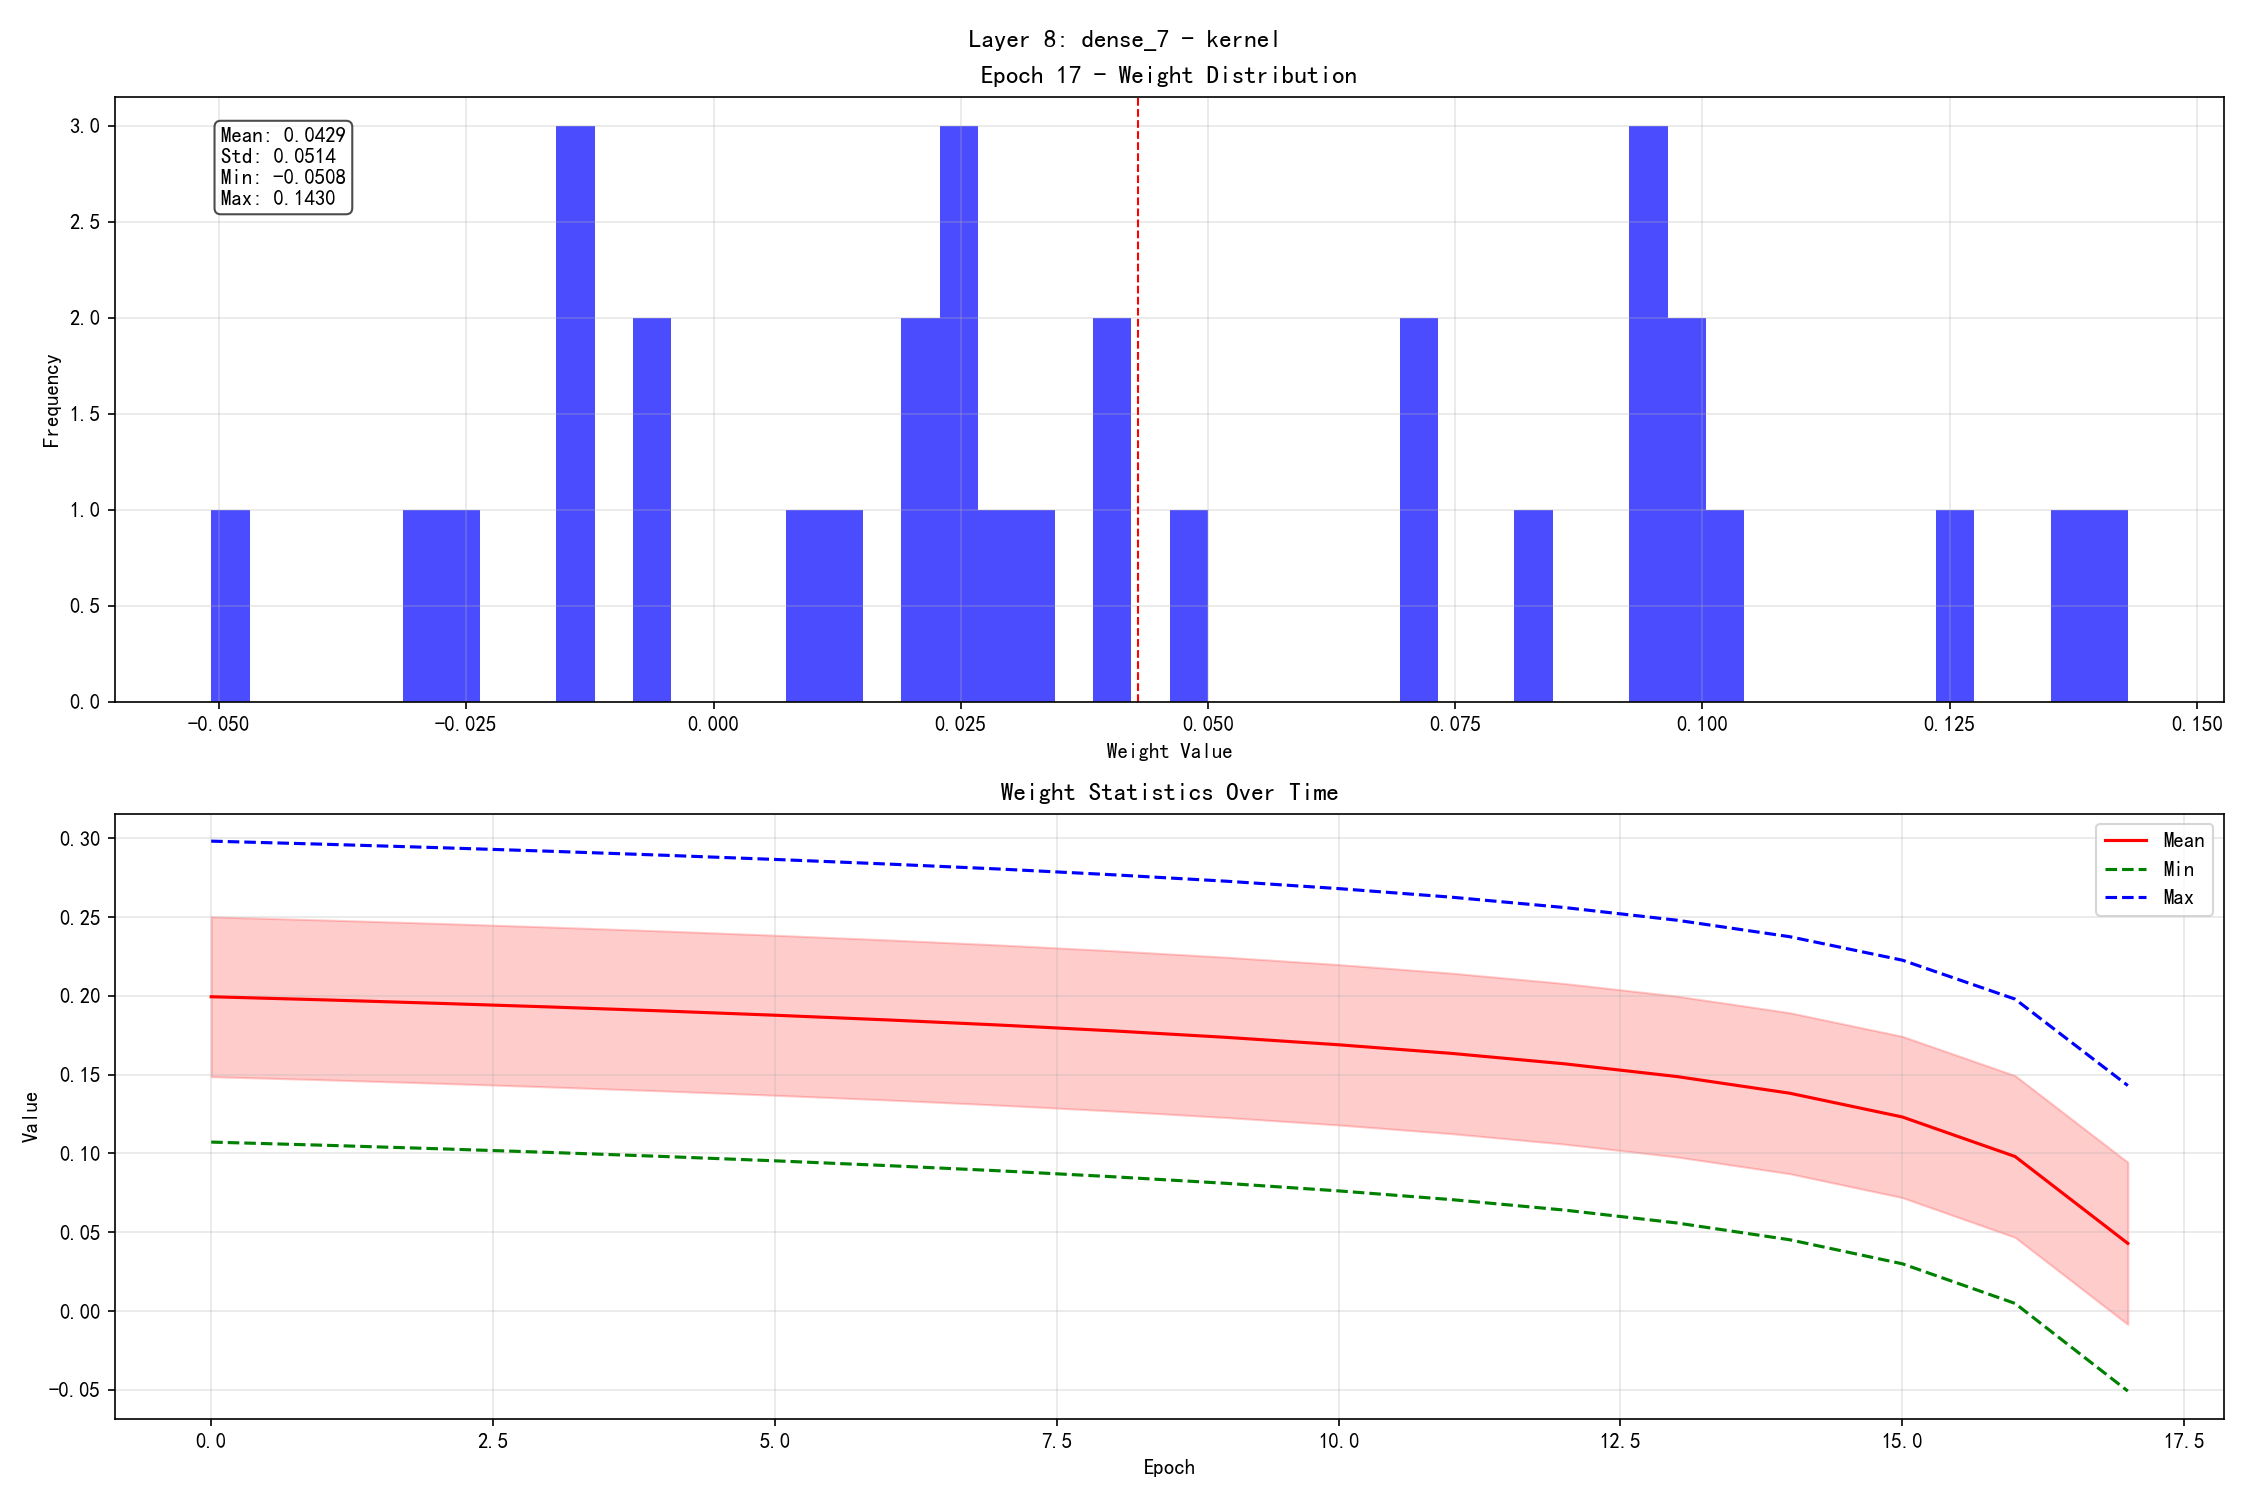 Layer 8: dense_7 - kernel
Epoch 17 - Weight Distribution
Mean: 0.0429
Std: 0.0514
Min: -0.0508
Max: 0.1430
3.0
2.5
2.0
1.5
1.0
0.5
0.0
Frequency
-0.050 -0.025 0.000 0.025 0.050 0.075 0.100 0.125 0.150
Weight Value
Weight Statistics Over Time
Mean
Min
Max
0.30
0.25
0.20
0.15
0.10
0.05
0.00
-0.05
Value
0.0 2.5 5.0 7.5 10.0 12.5 15.0 17.5
Epoch